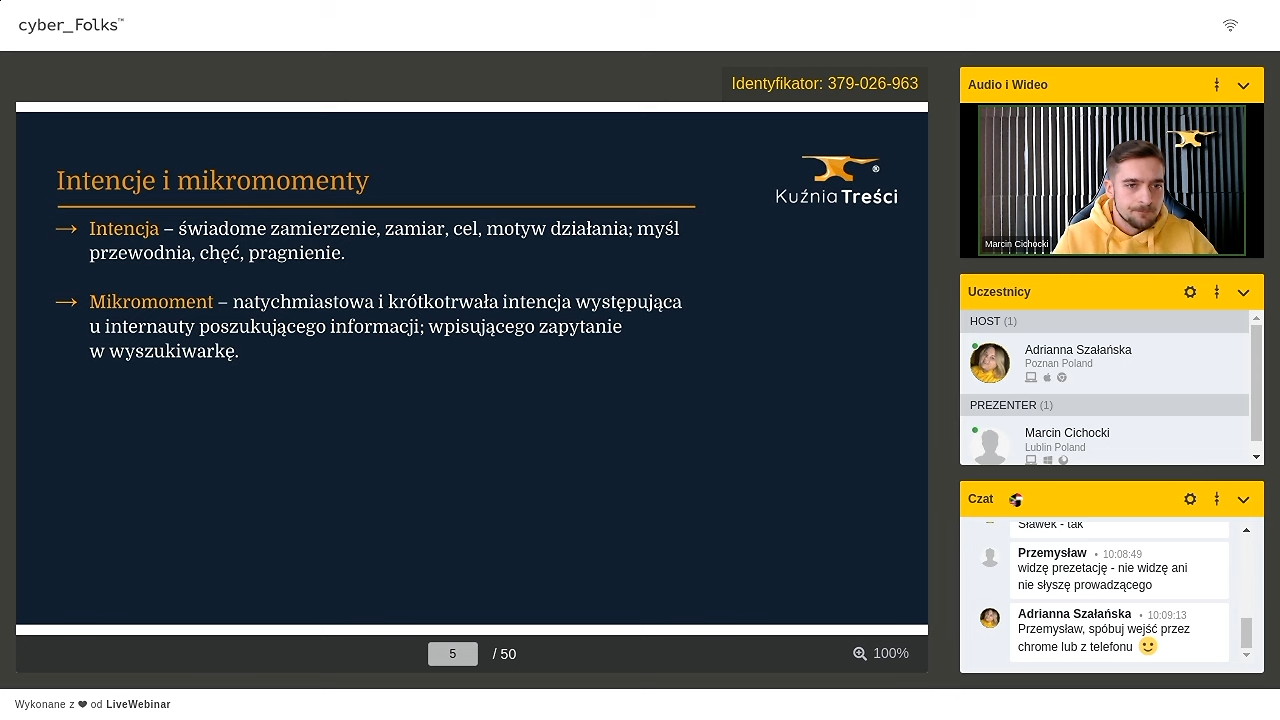 cyber_Folks™
Identyfikator: 379-026-963
Intencje i mikromomenty
Kuźnia Treści ®
→ Intencja – świadome zamierzenie, zamiar, cel, motyw działania; myśl
przewodnia, chęć, pragnienie.
→ Mikromoment – natychmiastowa i krótkotrwała intencja występująca
u internauty poszukującego informacji; wpisującego zapytanie
w wyszukiwarkę.
5 / 50
100%
Audio i Wideo
Marcin Cichocki
Uczestnicy
HOST (1)
Adrianna Szałańska
Poznan Poland
PREZENTER (1)
Marcin Cichocki
Lublin Poland
Czat
Sławek - tak
Przemysław • 10:08:49
widzę prezetację - nie widzę ani
nie słyszę prowadzącego
Adrianna Szałańska • 10:09:13
Przemysław, spóbuj wejść przez
chrome lub z telefonu 🙂
Wykonane z ❤ od LiveWebinar